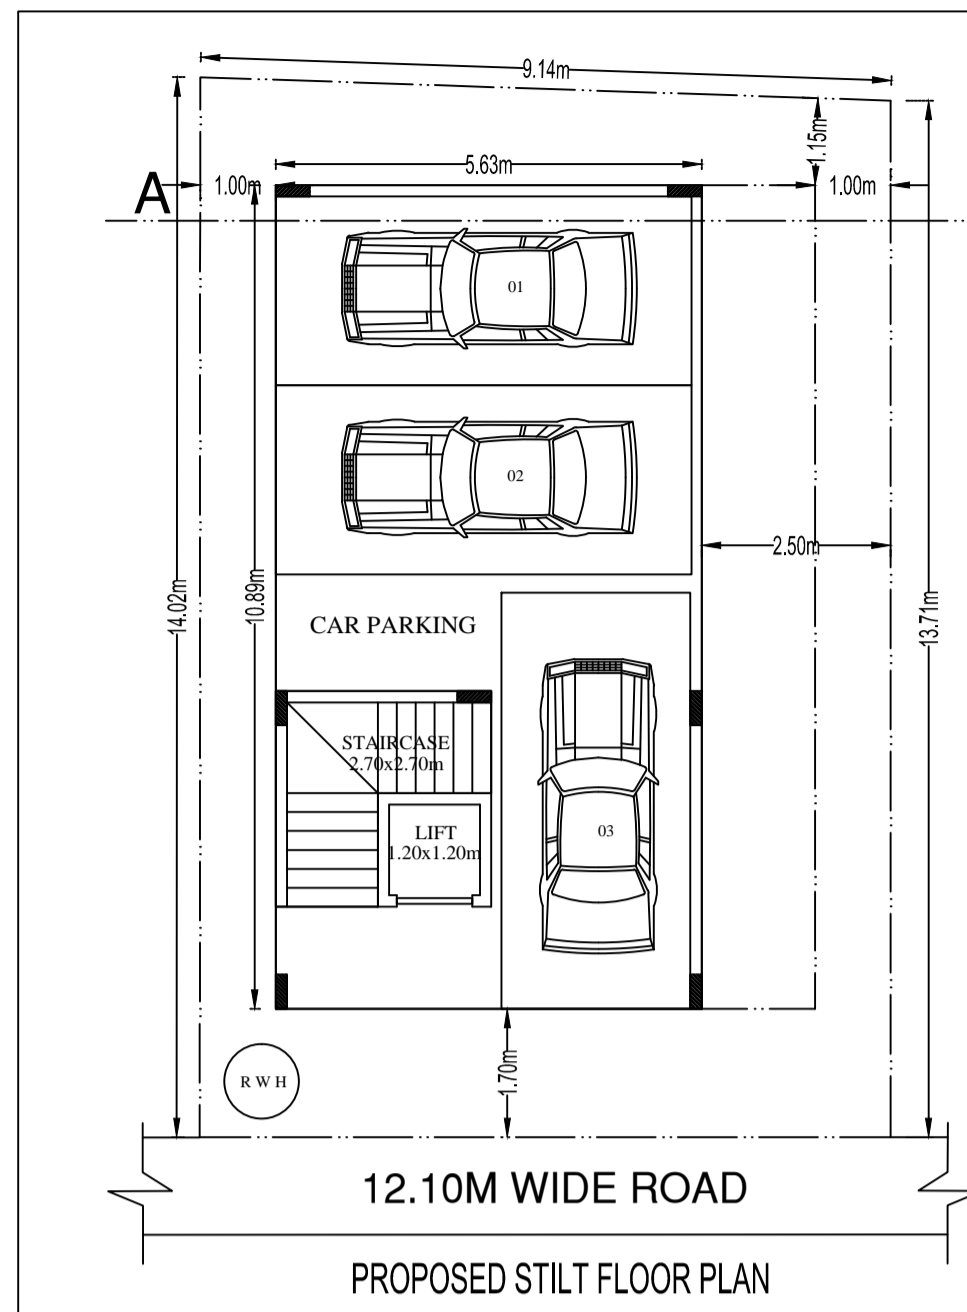 9.14m
1.15m
5.63m
A
1.00m
1.00m
01
02
2.50m
14.02m
10.89m
13.71m
CAR PARKING
STAIRCASE
2.70x2.70m
LIFT
1.20x1.20m
03
1.70m
R W H
12.10M WIDE ROAD
PROPOSED STILT FLOOR PLAN